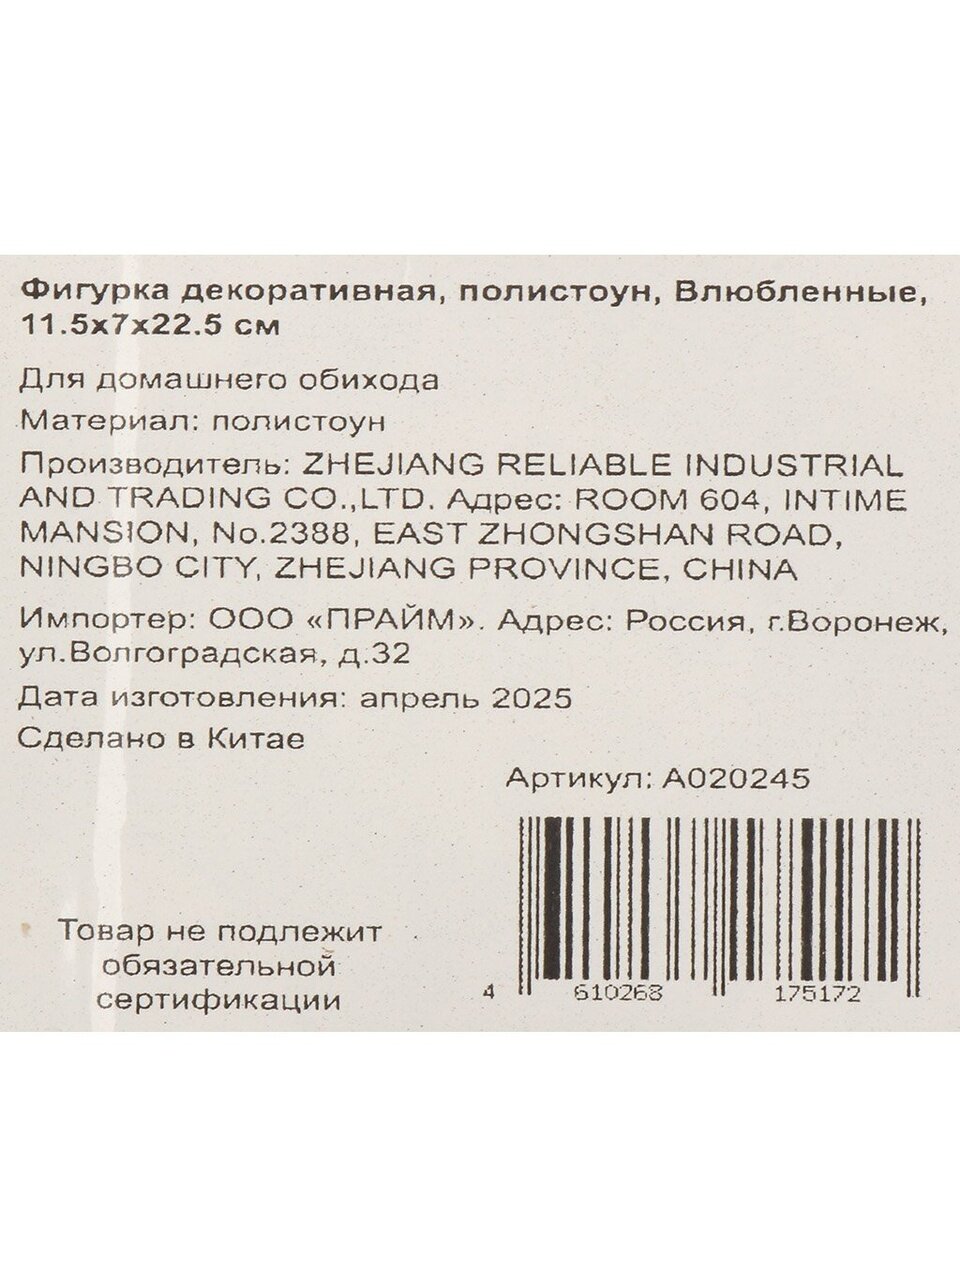 Фигурка декоративная, полистоун, Влюбленные,
11.5x7x22.5 см
Для домашнего обихода
Материал: полистоун
Производитель: ZHEJIANG RELIABLE INDUSTRIAL
AND TRADING CO.,LTD. Адрес: ROOM 604, INTIME
MANSION, No.2388, EAST ZHONGSHAN ROAD,
NINGBO CITY, ZHEJIANG PROVINCE, CHINA
Импортер: ООО «ПРАЙМ». Адрес: Россия, г.Воронеж,
ул.Волгоградская, д.32
Дата изготовления: апрель 2025
Сделано в Китае
Артикул: A020245
Товар не подлежит
обязательной
сертификации
4 610268 175172